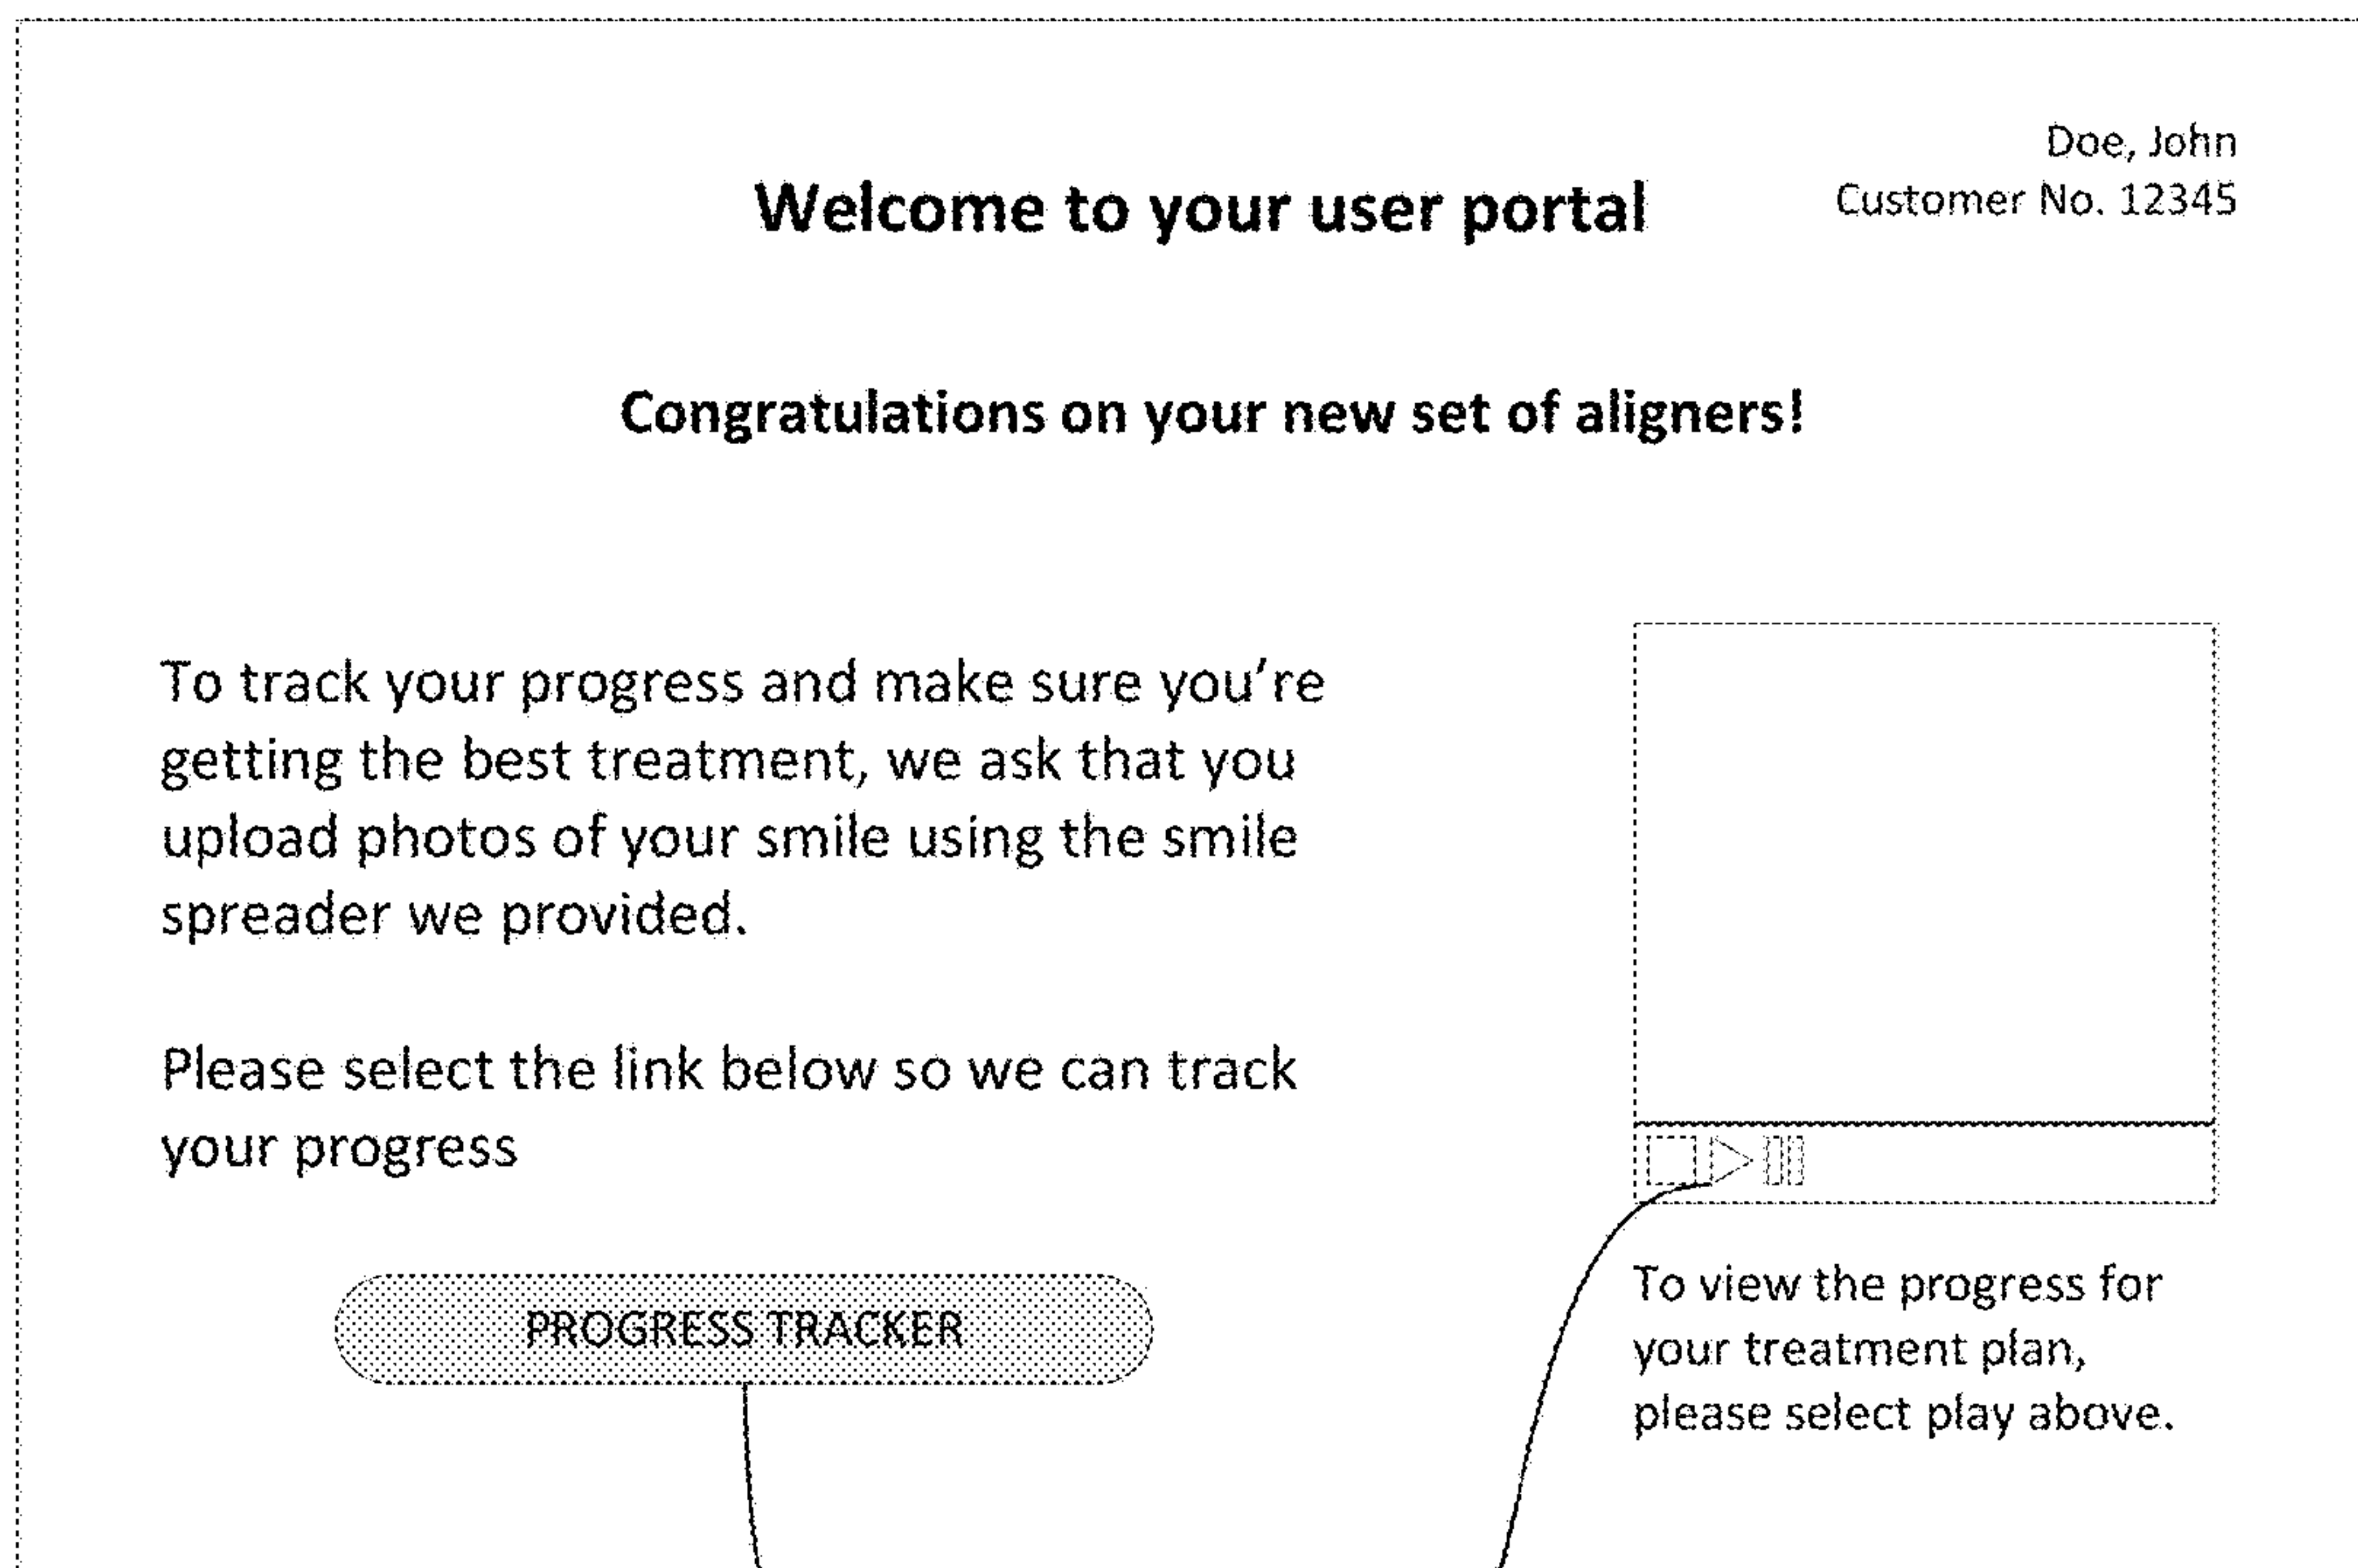 Doe, John
Customer No. 12345
Welcome to your user portal
Congratulations on your new set of aligners!
To track your progress and make sure you’re
getting the best treatment, we ask that you
upload photos of your smile using the smile
spreader we provided.
Please select the link below so we can track
your progress
PROGRESS TRACKER
To view the progress for
your treatment plan,
please select play above.